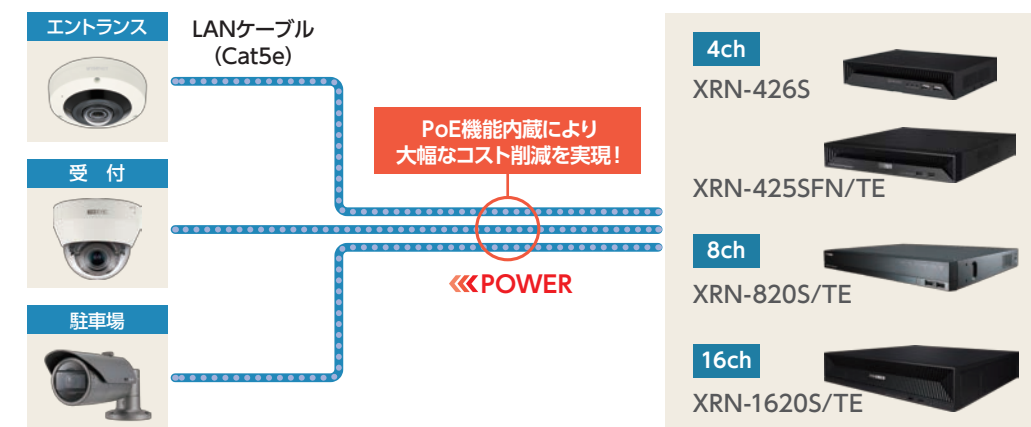 エントランス
LANケーブル
(Cat5e)
受 付
駐車場
PoE機能内蔵により
大幅なコスト削減を実現!
POWER
4ch
XRN-426S
XRN-425SFN/TE
8ch
XRN-820S/TE
16ch
XRN-1620S/TE